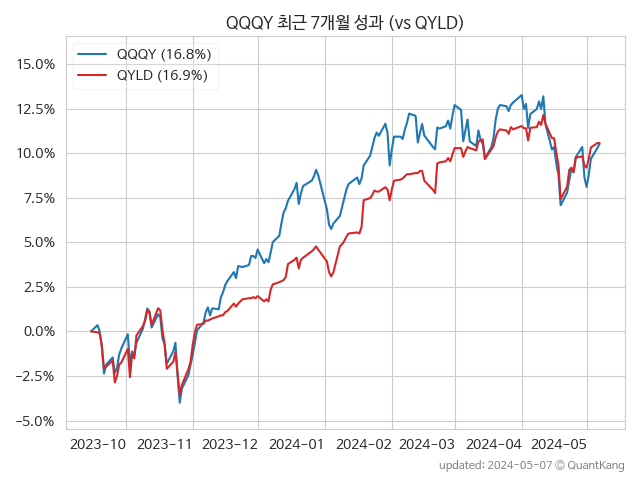 QQQY 최근 7개월 성과 (vs QYLD)
QQQY (16.8%)
QYLD (16.9%)
15.0%
12.5%
10.0%
7.5%
5.0%
2.5%
0.0%
−2.5%
−5.0%
2023−10 2023−11 2023−12 2024−01 2024−02 2024−03 2024−04 2024−05
updated: 2024-05-07 © QuantKang